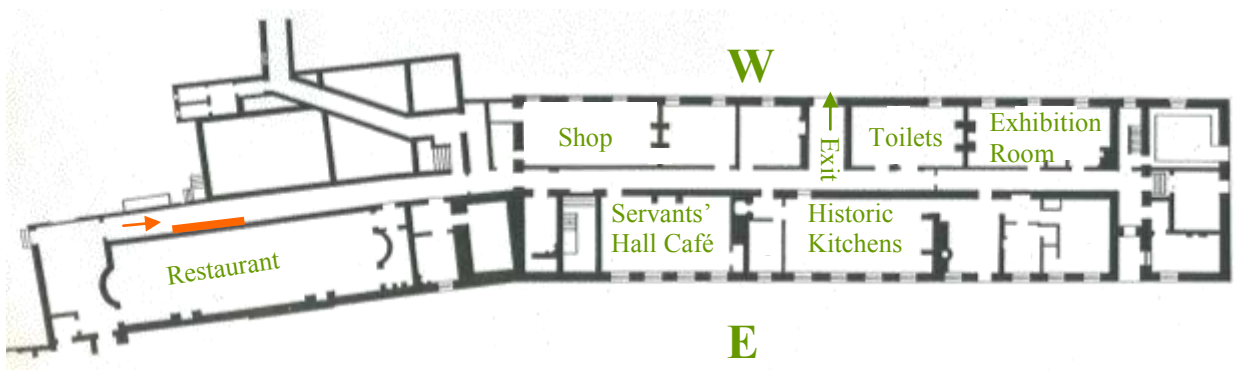 W
Shop
Exit
Toilets
Exhibition
Room
Servants’
Hall Café
Historic
Kitchens
Restaurant
E